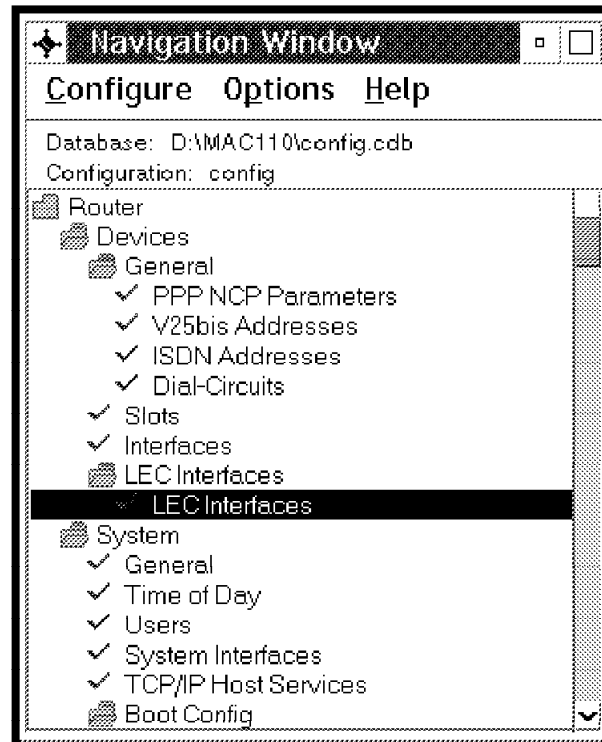 Navigation Window
Configure Options Help
Database: D:\MAC110\config.cdb
Configuration: config
Router
Devices
General
PPP NCP Parameters
V25bis Addresses
ISDN Addresses
Dial-Circuits
Slots
Interfaces
LEC Interfaces
LEC Interfaces
System
General
Time of Day
Users
System Interfaces
TCP/IP Host Services
Boot Config